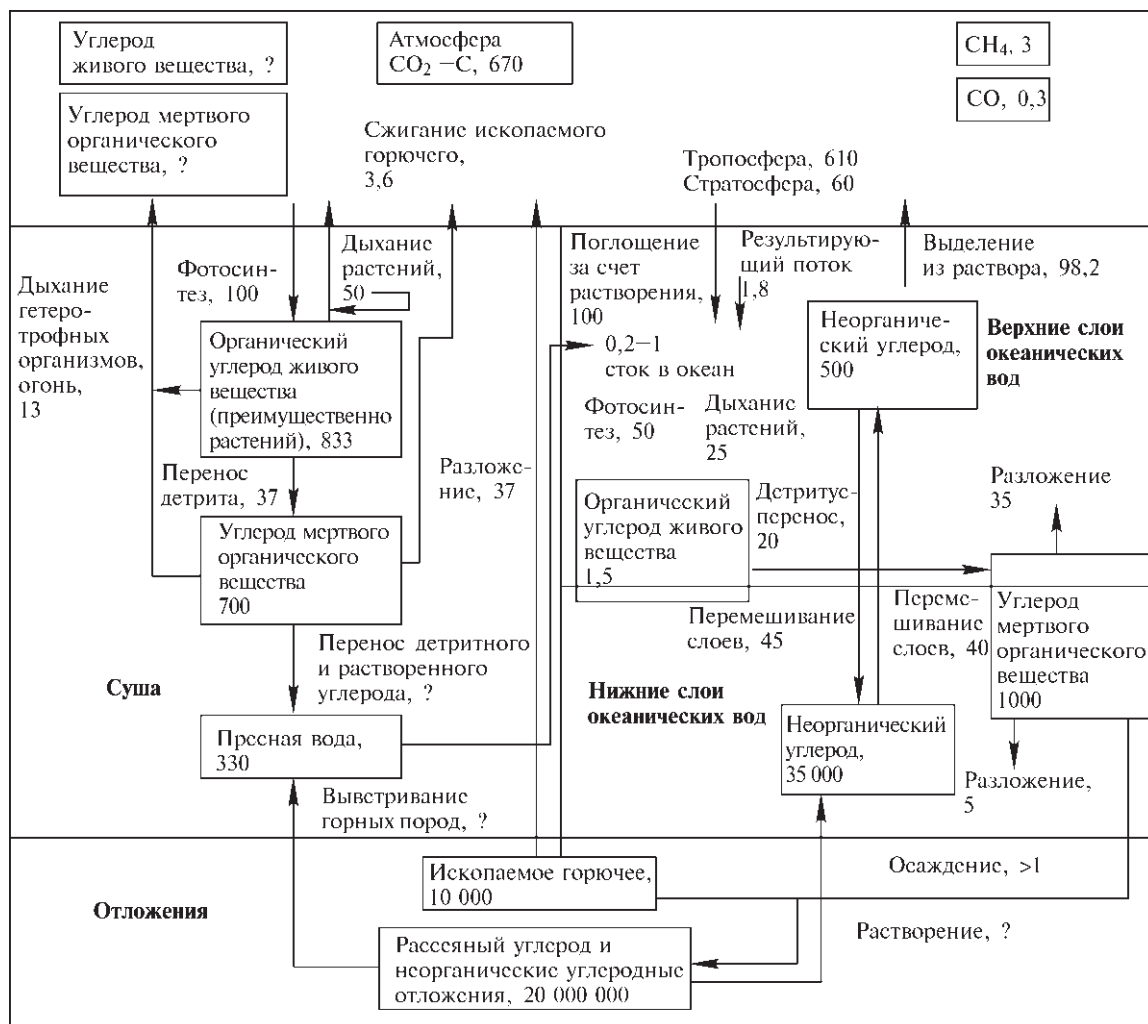 Углерод
живого вещества, ?
Углерод мертвого
органического
вещества, ?
Атмосфера
CO₂ −C, 670
CH₄, 3
CO, 0,3
Сжигание ископаемого
горючего,
3,6
Тропосфера, 610
Стратосфера, 60
Дыхание
гетеро-
трофных
организмов,
огонь,
13
Фотосин-
тез, 100
Дыхание
растений,
50
Органический
углерод живого
вещества
(преимущественно
растений), 833
Перенос
детрита, 37
Разложе-
ние, 37
Углерод мертвого
органического
вещества
700
Перенос детритного
и растворенного
углерода, ?
Суша
Пресная вода,
330
Выветривание
горных пород, ?
Поглощение
за счет
растворения,
100
Результирую-
щий поток
1,8
Выделение
из раствора, 98,2
0,2−1
сток в океан
Неорганиче-
ский углерод,
500
Верхние слои
океанических
вод
Фотосин-
тез, 50
Дыхание
растений,
25
Органический
углерод живого
вещества
1,5
Детритус-
перенос,
20
Разложение
35
Перемешивание
слоев, 45
Переме-
шивание
слоев, 40
Углерод
мертвого
органического
вещества
1000
Нижние слои
океанических вод
Неорганический
углерод,
35 000
Разложение,
5
Отложения
Ископаемое горючее,
10 000
Осаждение, >1
Рассеяный углерод и
неорганические углеродные
отложения, 20 000 000
Растворение, ?